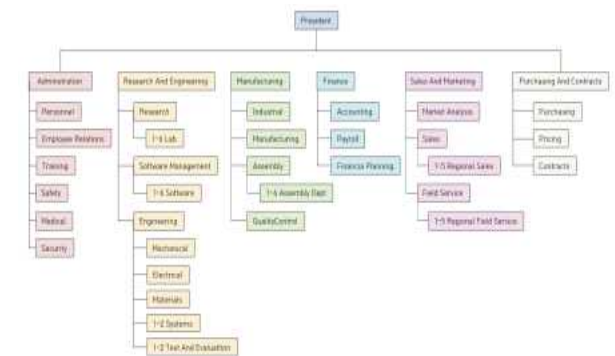 President
Administration
Research And Engineering
Manufacturing
Finance
Sales And Marketing
Purchasing And Contracts
Personnel
Employee Relations
Training
Safety
Medical
Security
Research
1-6 Lab
Software Management
1-6 Software
Engineering
Mechanical
Electrical
Materials
1-2 Systems
1-2 Test And Evaluation
Industrial
Manufacturing
Assembly
1-6 Assembly Dept
QualityControl
Accounting
Payroll
Financia Planning
Market Analysis
Sales
1-5 Regional Sales
Field Service
1-5 Regional Field Service
Purchasing
Pricing
Contracts